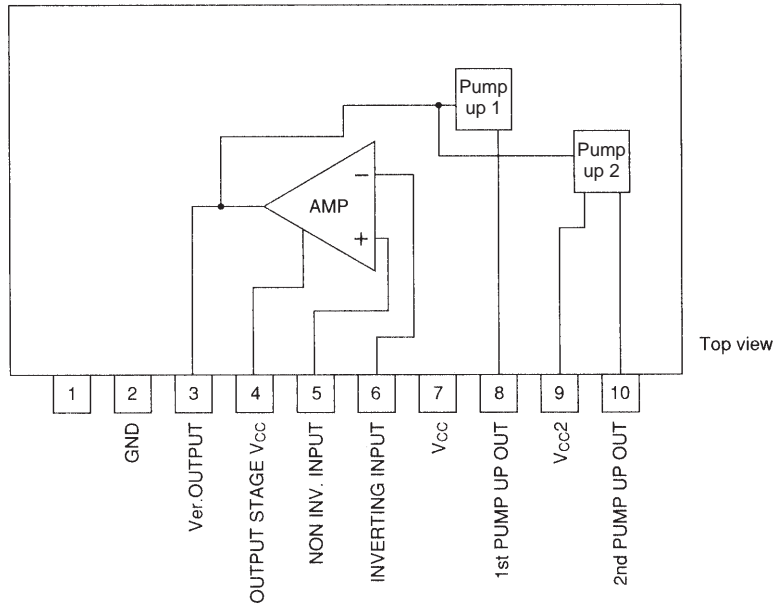 Pump
up 1
Pump
up 2
AMP
−
+
Top view
1
2
3
4
5
6
7
8
9
10
GND
Ver.OUTPUT
OUTPUT STAGE VCC
NON INV. INPUT
INVERTING INPUT
VCC
1st PUMP UP OUT
VCC2
2nd PUMP UP OUT